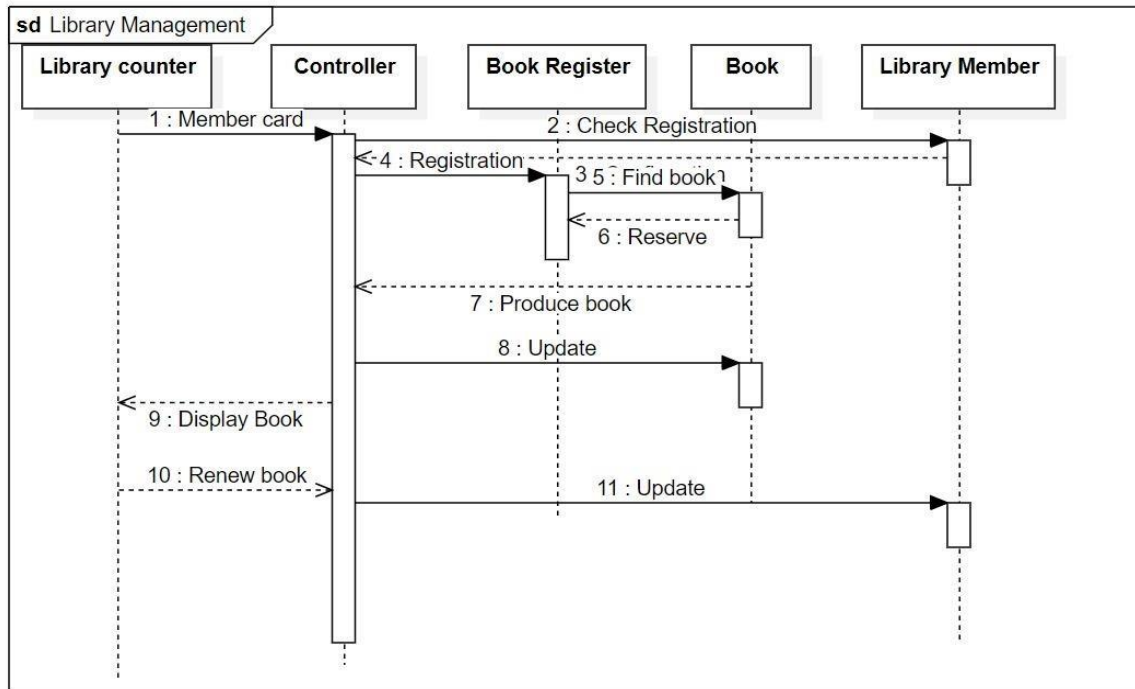 sd Library Management
Library counter
Controller
Book Register
Book
Library Member
1 : Member card
2 : Check Registration
4 : Registration
3
5 : Find book
6 : Reserve
7 : Produce book
8 : Update
9 : Display Book
10 : Renew book
11 : Update